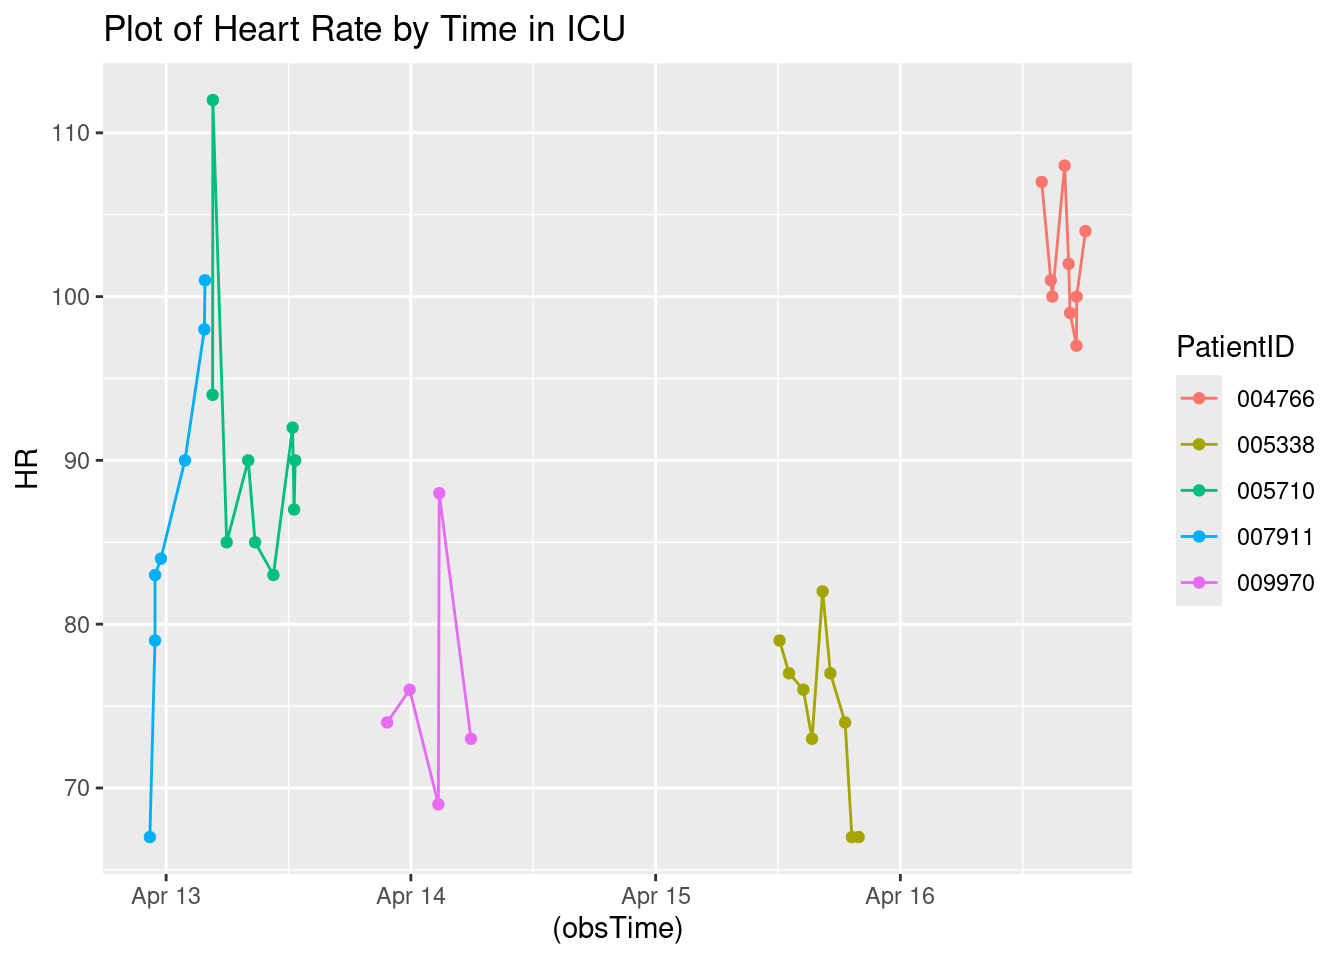 Plot of Heart Rate by Time in ICU
HR
110
100
90
80
70
Apr 13
Apr 14
Apr 15
Apr 16
(obsTime)
PatientID
004766
005338
005710
007911
009970